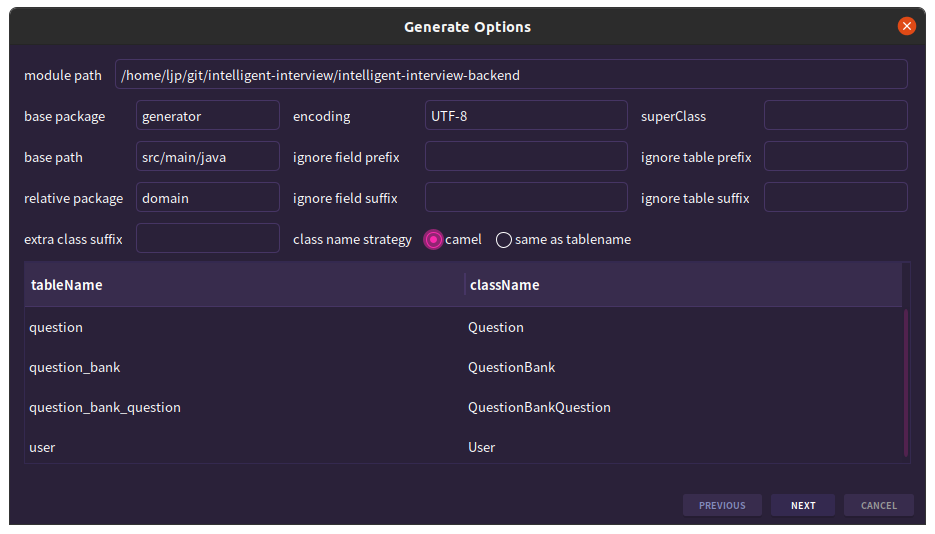 Generate Options
module path /home/ljp/git/intelligent-interview/intelligent-interview-backend
base package generator encoding UTF-8 superClass
base path src/main/java ignore field prefix ignore table prefix
relative package domain ignore field suffix ignore table suffix
extra class suffix class name strategy camel same as tablename
tableName className
question Question
question_bank QuestionBank
question_bank_question QuestionBankQuestion
user User
PREVIOUS NEXT CANCEL